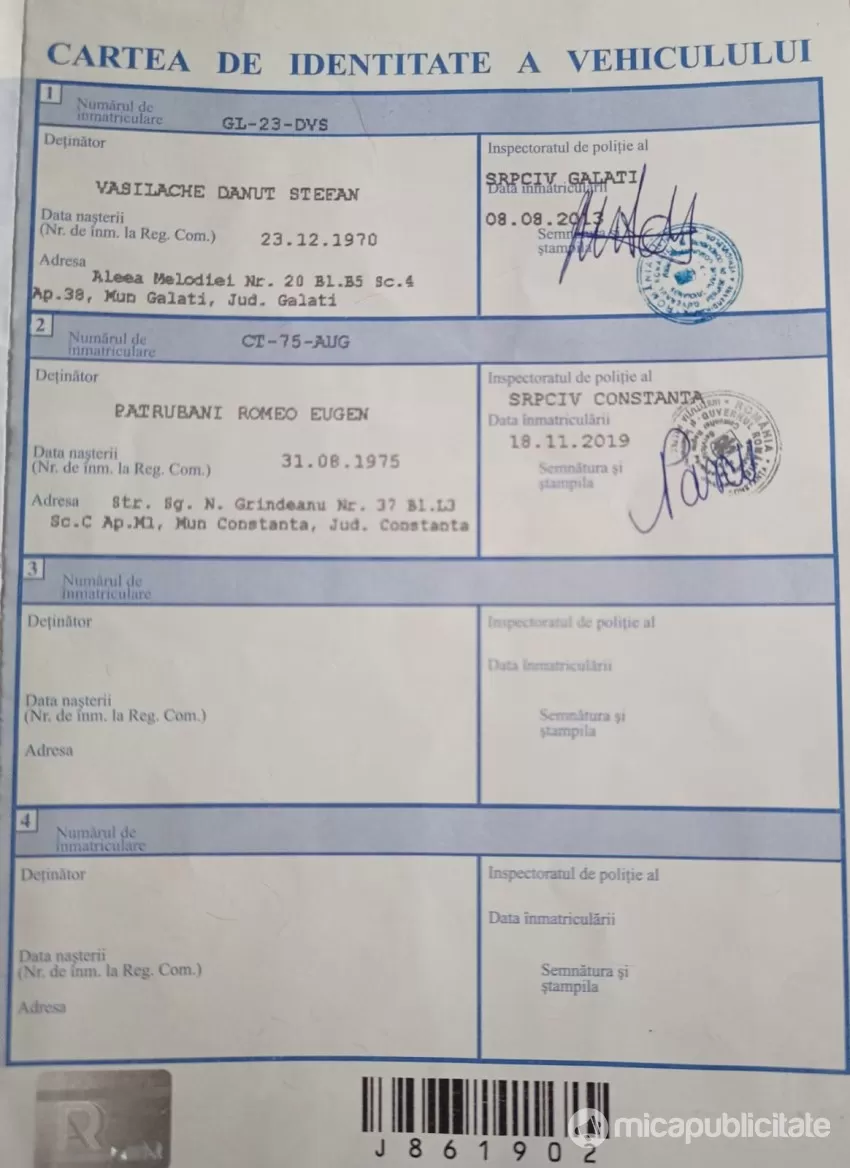 CARTEA DE IDENTITATE A VEHICULULUI
1
Numărul de
înmatriculare
GL-23-DVS
Deținător
VASILACHE DANUT STEFAN
Data nașterii
(Nr. de înm. la Reg. Com.)
23.12.1970
Adresa
Aleea Melodiei Nr. 20 Bl.B5 Sc.4
Ap.38, Mun Galati, Jud. Galati
Inspectoratul de poliție al
SRPCIV GALATI
Data înmatriculării
08.08.2013
2
Numărul de
înmatriculare
CT-75-AUG
Deținător
PATRUBANI ROMEO EUGEN
Data nașterii
(Nr. de înm. la Reg. Com.)
31.08.1975
Adresa
Str. Sg. N. Grindeanu Nr. 37 Bl.L3
Sc.C Ap.M1, Mun Constanta, Jud. Constanta
Inspectoratul de poliție al
SRPCIV CONSTANTA
Data înmatriculării
18.11.2019
Semnătura și
ștampila
3
Numărul de
înmatriculare
Deținător
Data nașterii
(Nr. de înm. la Reg. Com.)
Adresa
Inspectoratul de poliție al
Data înmatriculării
Semnătura și
ștampila
4
Numărul de
înmatriculare
Deținător
Data nașterii
(Nr. de înm. la Reg. Com.)
Adresa
Inspectoratul de poliție al
Data înmatriculării
Semnătura și
ștampila
J861902
micapublicitate